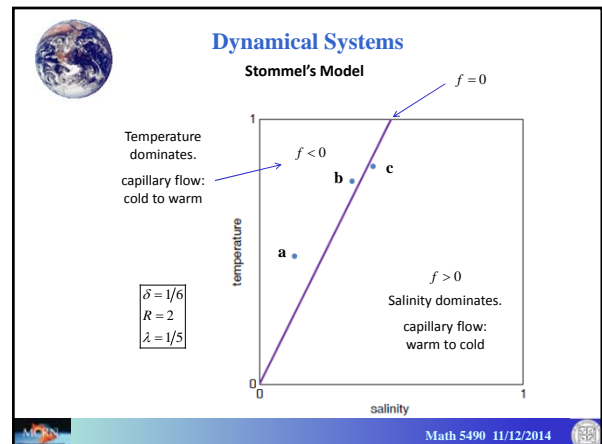 Dynamical Systems
Stommel's Model
f = 0
1
Temperature
dominates.
f < 0
capillary flow:
cold to warm
b
c
a
temperature
f > 0
Salinity dominates.
capillary flow:
warm to cold
δ = 1/6
R = 2
λ = 1/5
0
0
1
salinity
MCRN
Math 5490 11/12/2014